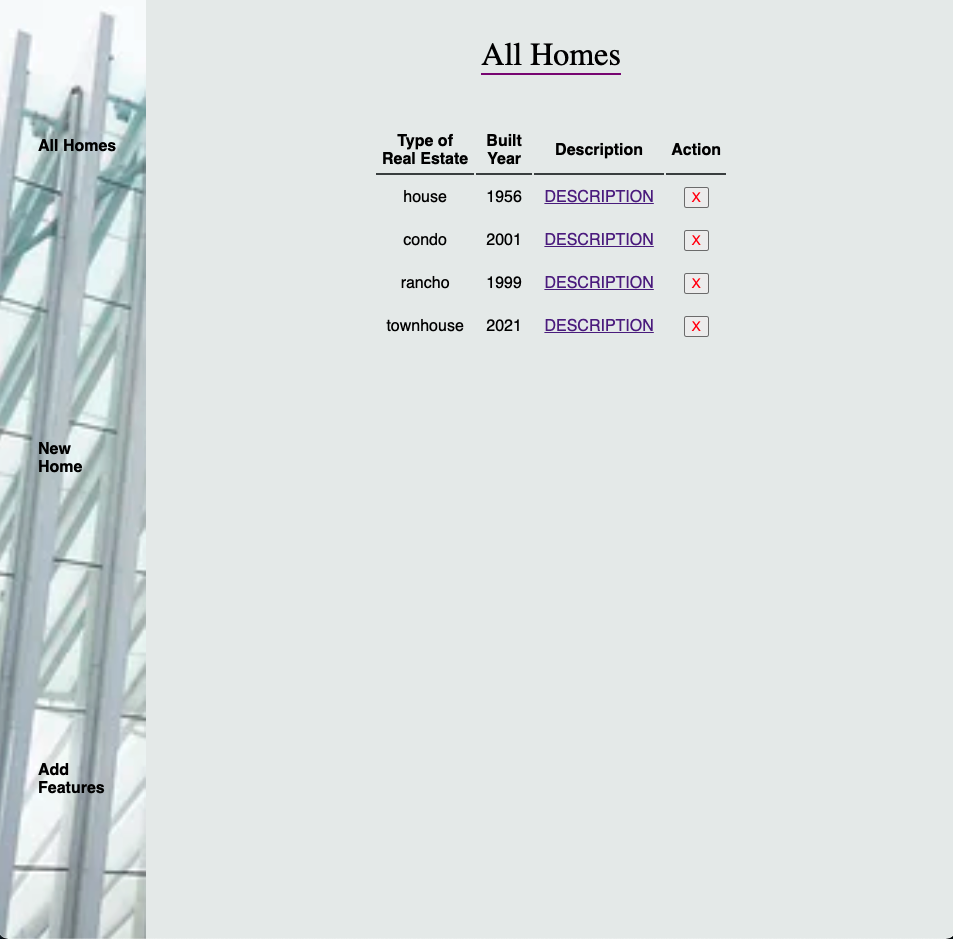 All Homes
All Homes
New
Home
Add
Features
Type of
Real Estate Built
Year Description Action
house 1956 DESCRIPTION X
condo 2001 DESCRIPTION X
rancho 1999 DESCRIPTION X
townhouse 2021 DESCRIPTION X